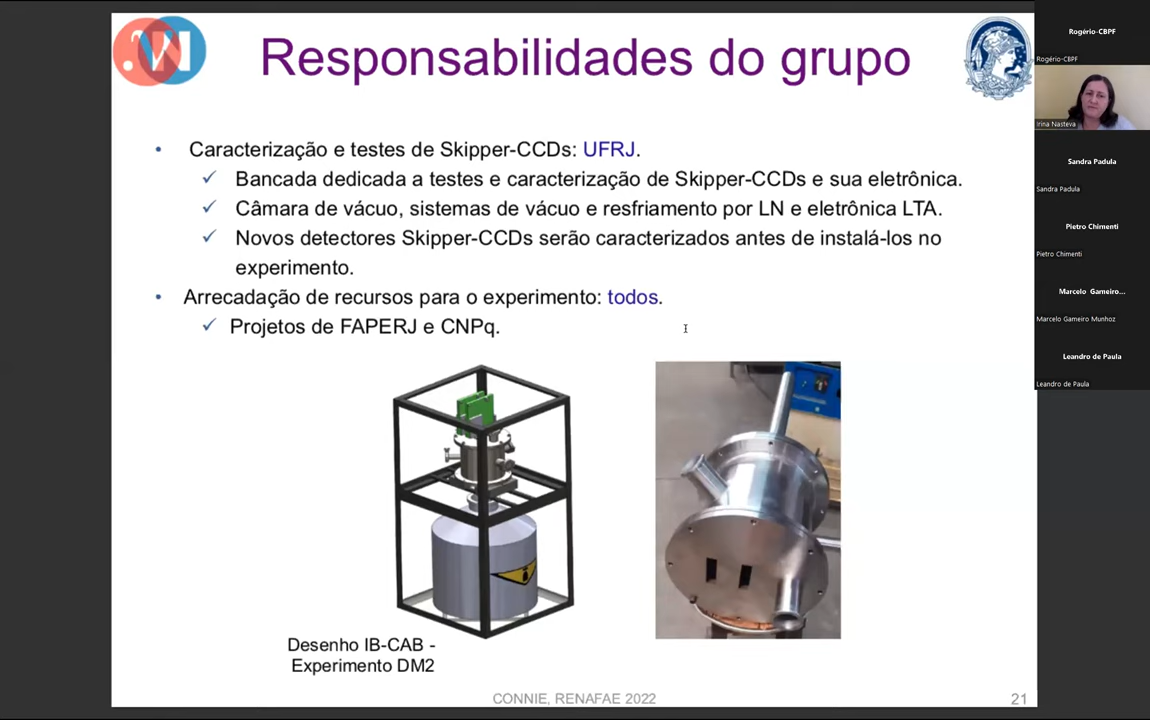 Responsabilidades do grupo
• Caracterização e testes de Skipper-CCDs: UFRJ.
✓ Bancada dedicada a testes e caracterização de Skipper-CCDs e sua eletrônica.
✓ Câmara de vácuo, sistemas de vácuo e resfriamento por LN e eletrônica LTA.
✓ Novos detectores Skipper-CCDs serão caracterizados antes de instalá-los no
experimento.
• Arrecadação de recursos para o experimento: todos.
✓ Projetos de FAPERJ e CNPq.
Desenho IB-CAB -
Experimento DM2
CONNIE, RENAFAE 2022
21
Rogério-CBPF
Rogério-CBPF
Irina Nasteva
Sandra Padula
Sandra Padula
Pietro Chimenti
Pietro Chimenti
Marcelo Gameiro...
Marcelo Gameiro Munhoz
Leandro de Paula
Leandro de Paula